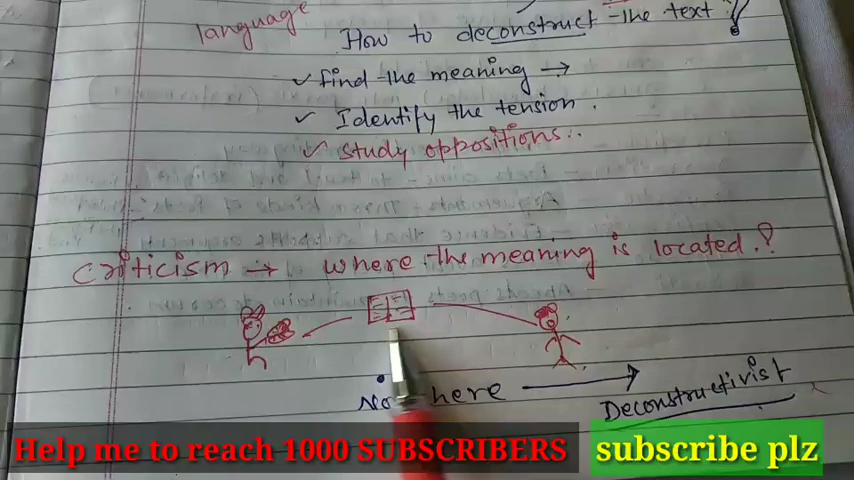 language
How to deconstruct the text?
✓ find the meaning →
✓ Identify the tension.
✓ study oppositions..
Criticism → where the meaning is located?
here → Deconstructivist
Help me to reach 1000 SUBSCRIBERS
subscribe plz